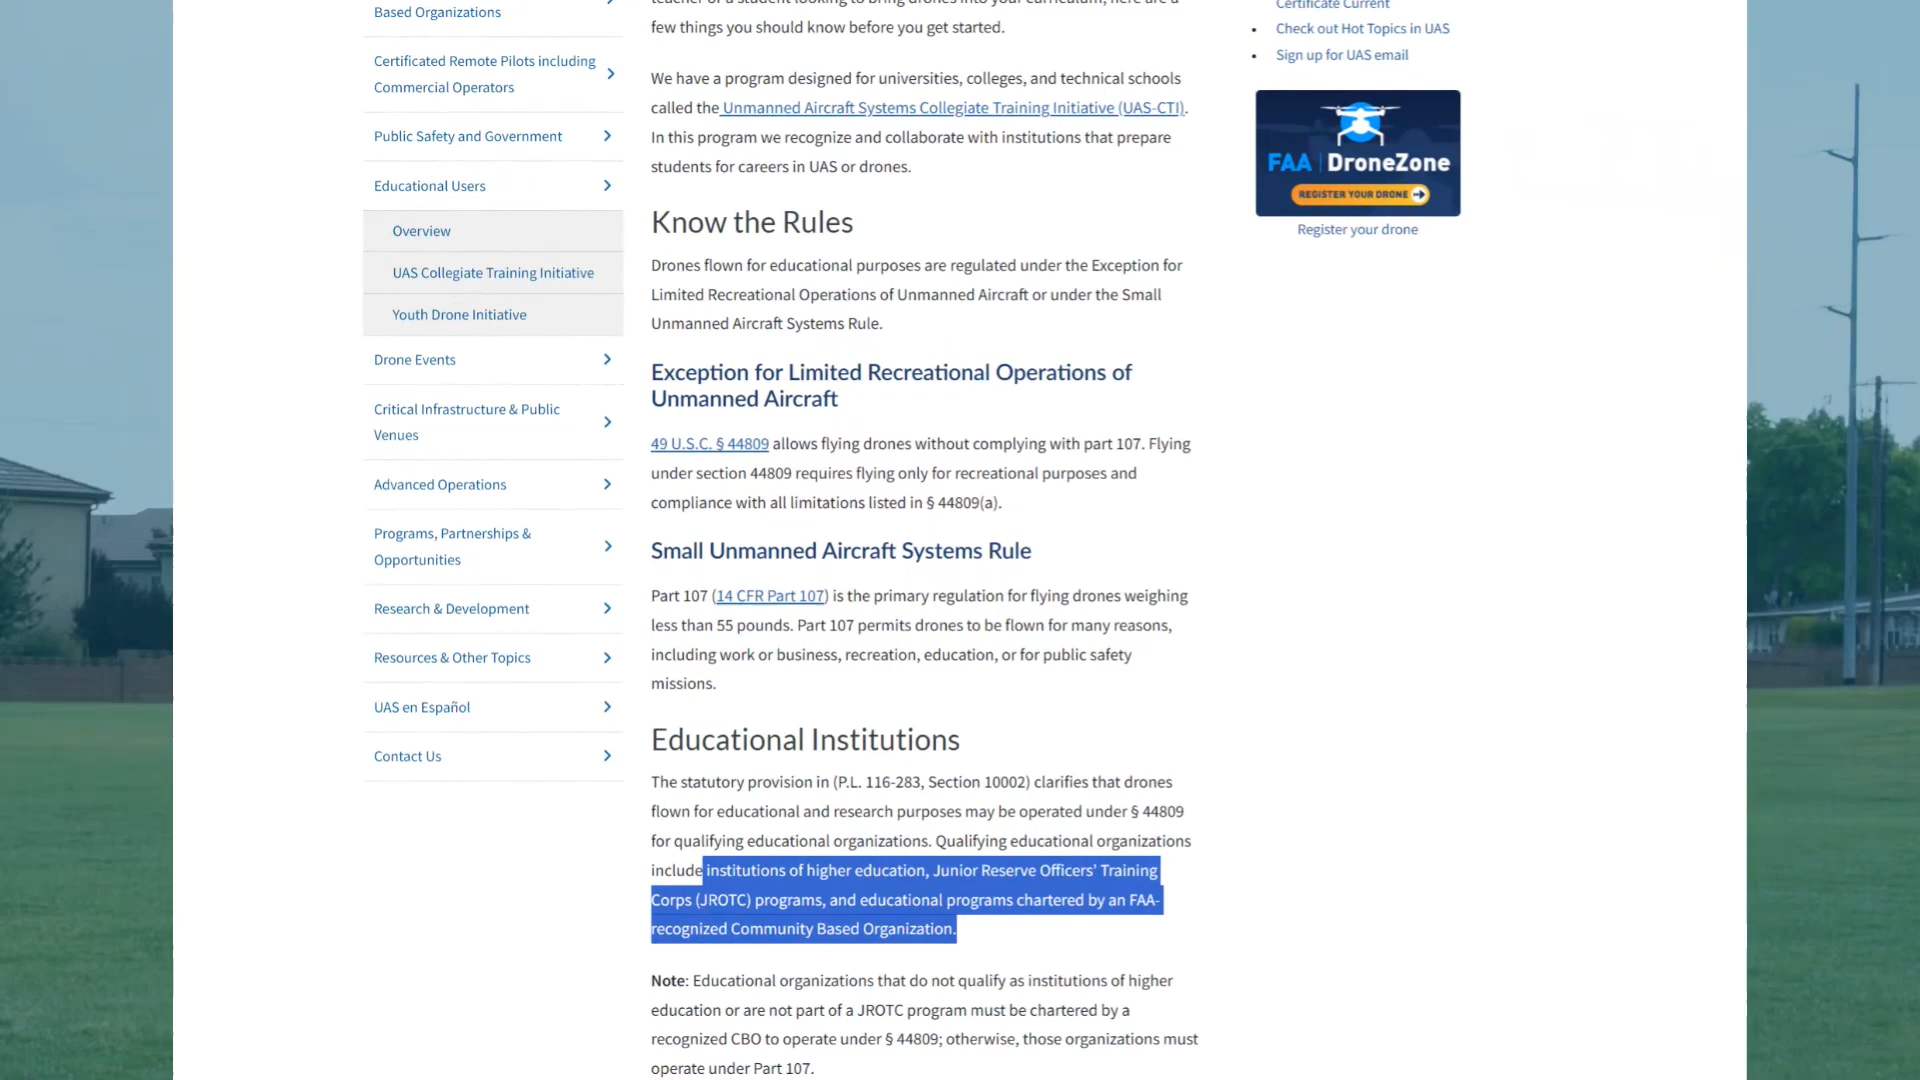 Based Organizations
Certificated Remote Pilots including
Commercial Operators
Public Safety and Government
Educational Users
Overview
UAS Collegiate Training Initiative
Youth Drone Initiative
Drone Events
Critical Infrastructure & Public
Venues
Advanced Operations
Programs, Partnerships &
Opportunities
Research & Development
Resources & Other Topics
UAS en Español
Contact Us
teacher or a student looking to bring drones into your curriculum, here are a
few things you should know before you get started.
We have a program designed for universities, colleges, and technical schools
called the Unmanned Aircraft Systems Collegiate Training Initiative (UAS-CTI).
In this program we recognize and collaborate with institutions that prepare
students for careers in UAS or drones.
Know the Rules
Drones flown for educational purposes are regulated under the Exception for
Limited Recreational Operations of Unmanned Aircraft or under the Small
Unmanned Aircraft Systems Rule.
Exception for Limited Recreational Operations of
Unmanned Aircraft
49 U.S.C. § 44809 allows flying drones without complying with part 107. Flying
under section 44809 requires flying only for recreational purposes and
compliance with all limitations listed in § 44809(a).
Small Unmanned Aircraft Systems Rule
Part 107 (14 CFR Part 107) is the primary regulation for flying drones weighing
less than 55 pounds. Part 107 permits drones to be flown for many reasons,
including work or business, recreation, education, or for public safety
missions.
Educational Institutions
The statutory provision in (P.L. 116-283, Section 10002) clarifies that drones
flown for educational and research purposes may be operated under § 44809
for qualifying educational organizations. Qualifying educational organizations
include institutions of higher education, Junior Reserve Officers' Training
Corps (JROTC) programs, and educational programs chartered by an FAA-
recognized Community Based Organization.
Note: Educational organizations that do not qualify as institutions of higher
education or are not part of a JROTC program must be chartered by a
recognized CBO to operate under § 44809; otherwise, those organizations must
operate under Part 107.
Certificate Current
Check out Hot Topics in UAS
Sign up for UAS email
FAA | DroneZone
REGISTER YOUR DRONE
Register your drone